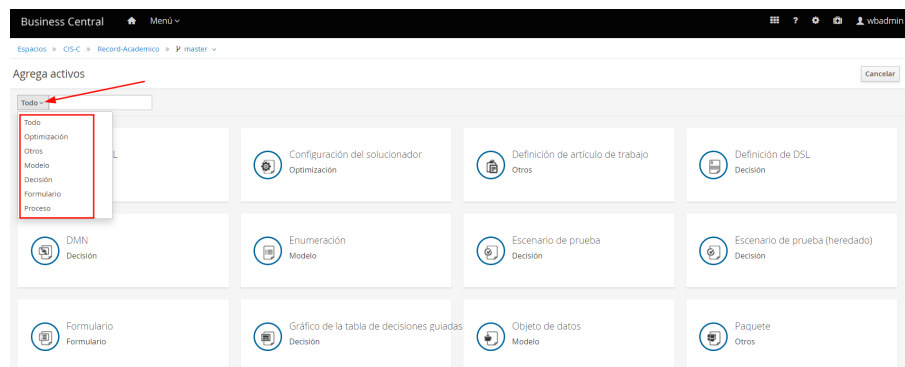 Business Central Menú ? wbadmin
Espacios » CIS-C » Record-Academico » master
Agrega activos Cancelar
Todo
Todo
Optimización
Otros
Modelo
Decisión
Formulario
Proceso
L
Configuración del solucionador
Optimización
Definición de artículo de trabajo
Otros
Definición de DSL
Decisión
DMN
Decisión
Enumeración
Modelo
Escenario de prueba
Decisión
Escenario de prueba (heredado)
Decisión
Formulario
Formulario
Gráfico de la tabla de decisiones guiadas
Decisión
Objeto de datos
Modelo
Paquete
Otros